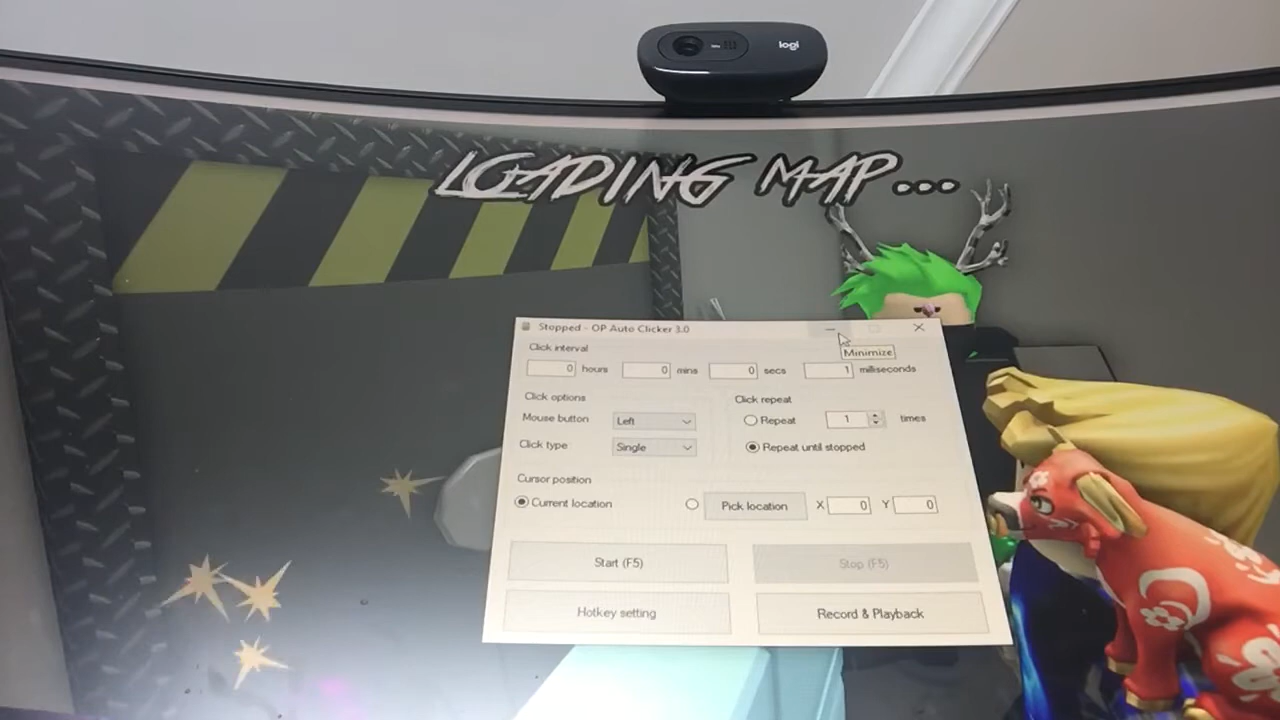 logi
LOADING MAP...
Stopped - OP Auto Clicker 3.0
Minimize
Click interval
0 hours 0 mins 0 secs 1 milliseconds
Click options Click repeat
Mouse button Left Repeat 1 times
Click type Single Repeat until stopped
Cursor position
Current location Pick location X 0 Y 0
Start (F5) Stop (F5)
Hotkey setting Record & Playback